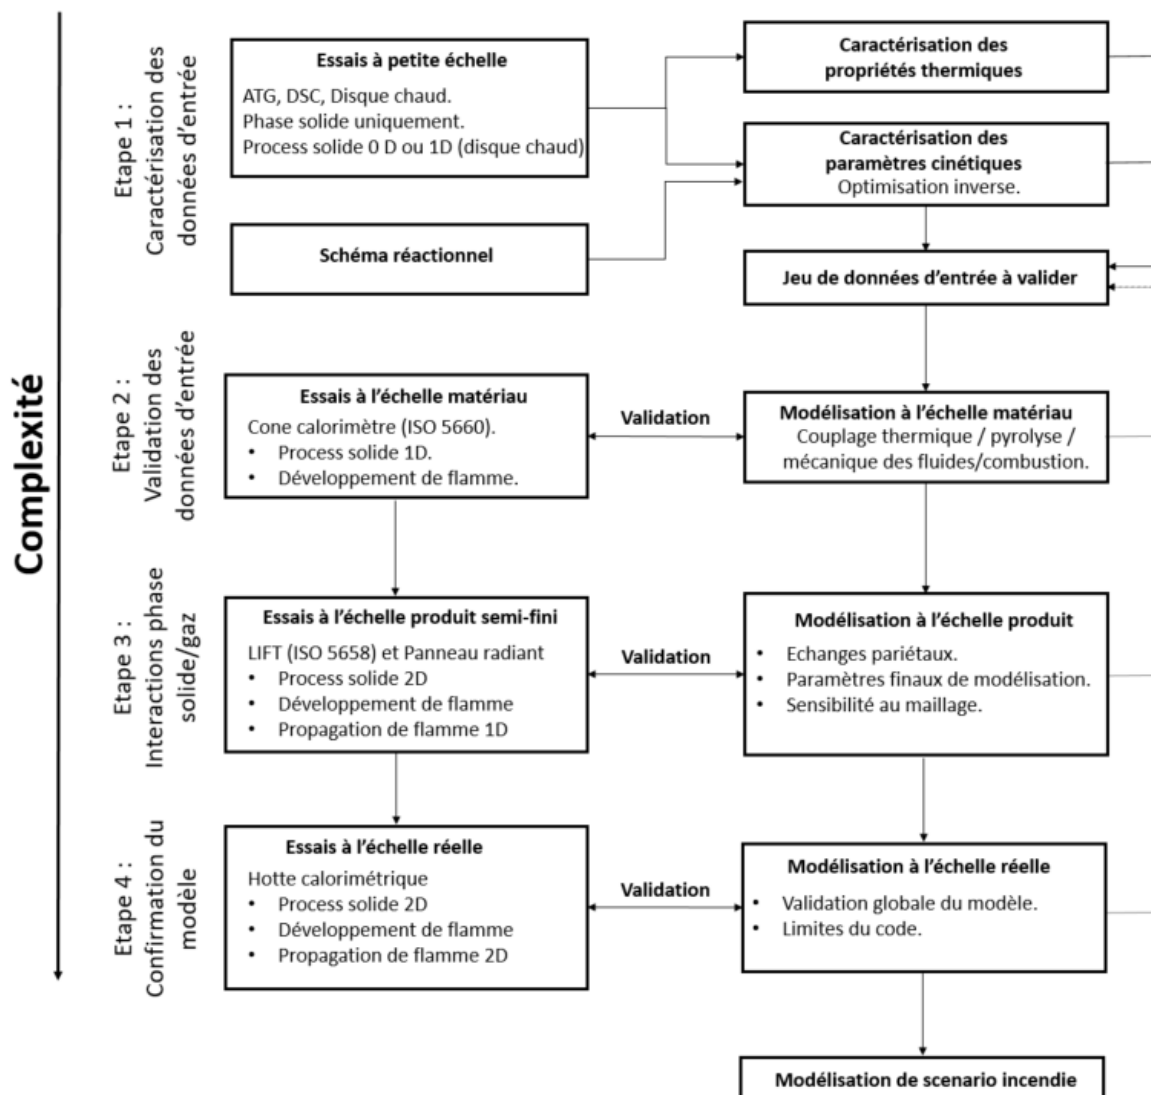 Complexité
Etape 1 :
Caractérisation des
données d'entrée
Essais à petite échelle
ATG, DSC, Disque chaud.
Phase solide uniquement.
Process solide 0 D ou 1D (disque chaud)
Schéma réactionnel
Caractérisation des
propriétés thermiques
Caractérisation des
paramètres cinétiques
Optimisation inverse.
Jeu de données d'entrée à valider
Etape 2 :
Validation des
données d'entrée
Essais à l'échelle matériau
Cone calorimètre (ISO 5660).
• Process solide 1D.
• Développement de flamme.
Validation
Modélisation à l'échelle matériau
Couplage thermique / pyrolyse /
mécanique des fluides/combustion.
Etape 3 :
Interactions phase
solide/gaz
Essais à l'échelle produit semi-fini
LIFT (ISO 5658) et Panneau radiant
• Process solide 2D
• Développement de flamme
• Propagation de flamme 1D
Validation
Modélisation à l'échelle produit
• Echanges pariétaux.
• Paramètres finaux de modélisation.
• Sensibilité au maillage.
Etape 4 :
Confirmation du
modèle
Essais à l'échelle réelle
Hotte calorimétrique
• Process solide 2D
• Développement de flamme
• Propagation de flamme 2D
Validation
Modélisation à l'échelle réelle
• Validation globale du modèle.
• Limites du code.
Modélisation de scenario incendie